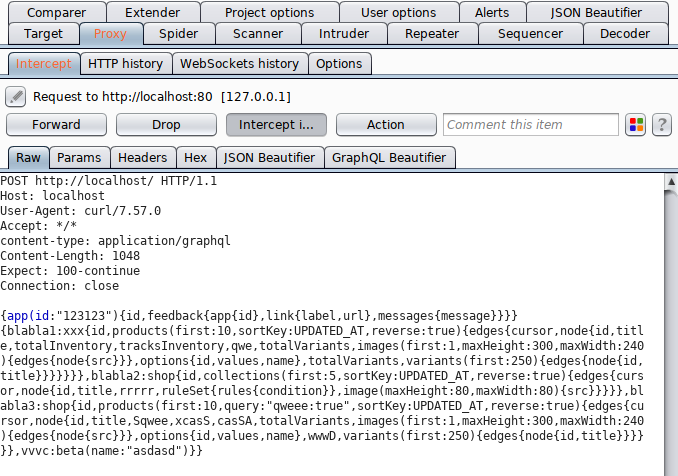 Comparer Extender Project options User options Alerts JSON Beautifier
Target Proxy Spider Scanner Intruder Repeater Sequencer Decoder
Intercept HTTP history WebSockets history Options
Request to http://localhost:80 [127.0.0.1]
Forward Drop Intercept i... Action Comment this item ?
Raw Params Headers Hex JSON Beautifier GraphQL Beautifier
POST http://localhost/ HTTP/1.1
Host: localhost
User-Agent: curl/7.57.0
Accept: */*
content-type: application/graphql
Content-Length: 1048
Expect: 100-continue
Connection: close
{app(id:"123123"){id,feedback{app{id},link{label,url},messages{message}}}}
{blabla1:xxx{id,products(first:10,sortKey:UPDATED_AT,reverse:true){edges{cursor,node{id,titl
e,totalInventory,tracksInventory,qwe,totalVariants,images(first:1,maxHeight:300,maxWidth:240
){edges{node{src}}},options{id,values,name},totalVariants,variants(first:250){edges{node{id,
title}}}}}}},blabla2:shop{id,collections(first:5,sortKey:UPDATED_AT,reverse:true){edges{curs
or,node{id,title,rrrrr,ruleSet{rules{condition}},image(maxHeight:80,maxWidth:80){src}}}}},bl
abla3:shop{id,products(first:10,query:"qweee:true",sortKey:UPDATED_AT,reverse:true){edges{cu
rsor,node{id,title,Sqwee,xcasS,casSA,totalVariants,images(first:1,maxHeight:300,maxWidth:240
){edges{node{src}}},options{id,values,name},wwwD,variants(first:250){edges{node{id,title}}}}
}},vvvc:beta(name:"asdasd")}}